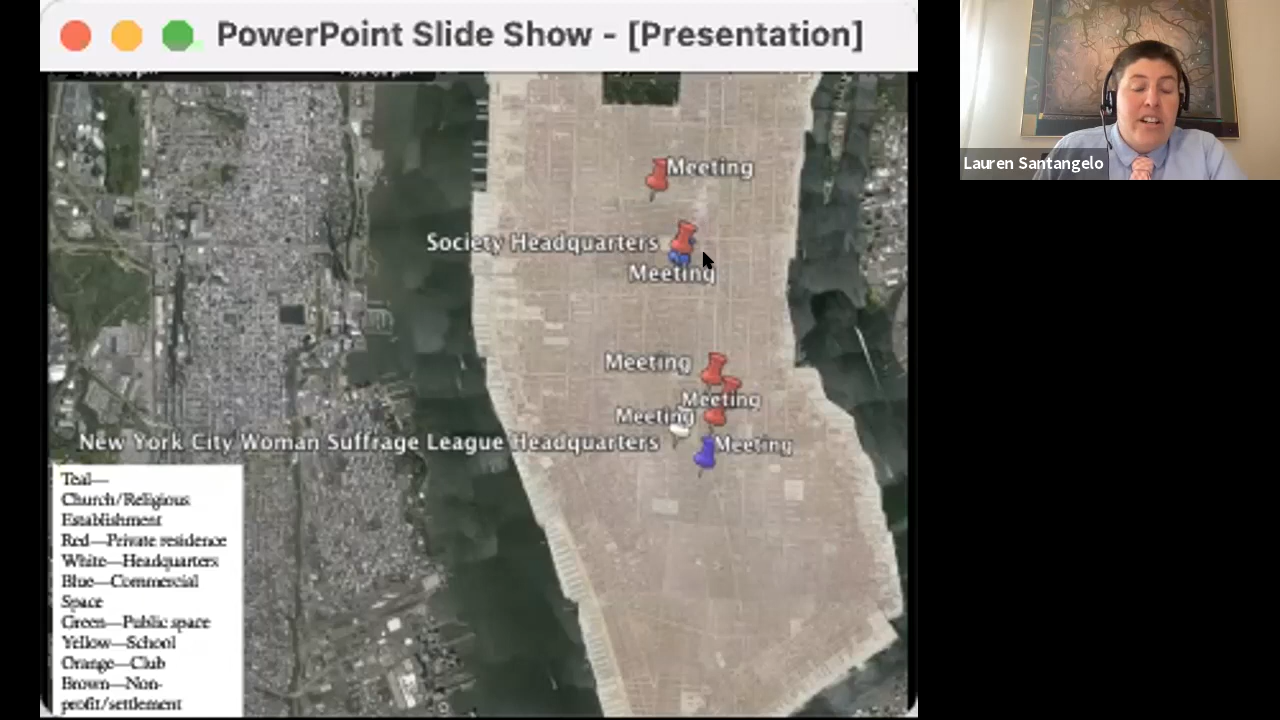 PowerPoint Slide Show - [Presentation]
Lauren Santangelo
Meeting
Society Headquarters
Meeting
Meeting
Meeting
Meeting
New York City Woman Suffrage League Headquarters
Meeting
Teal—
Church/Religious
Establishment
Red—Private residence
White—Headquarters
Blue—Commercial
Space
Green—Public space
Yellow—School
Orange—Club
Brown—Non-
profit/settlement